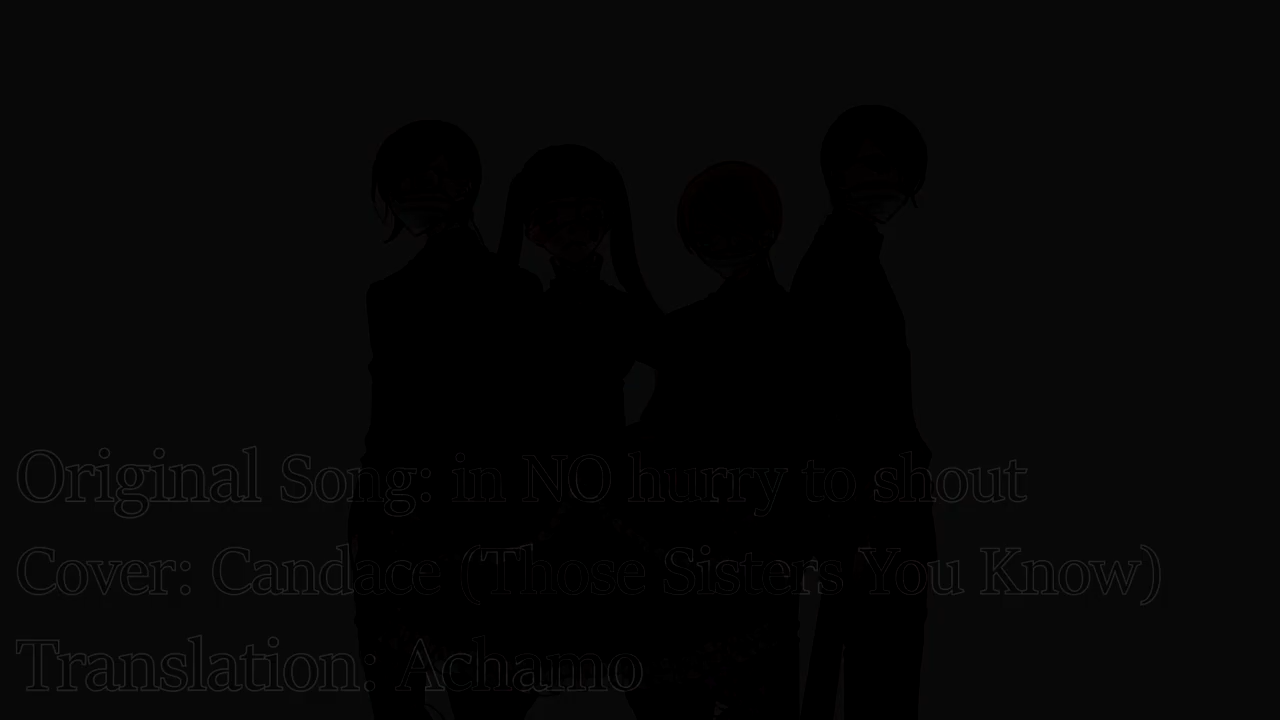 Original Song: in NO hurry to shout
Cover: Candace (Those Sisters You Know)
Translation: Achamo